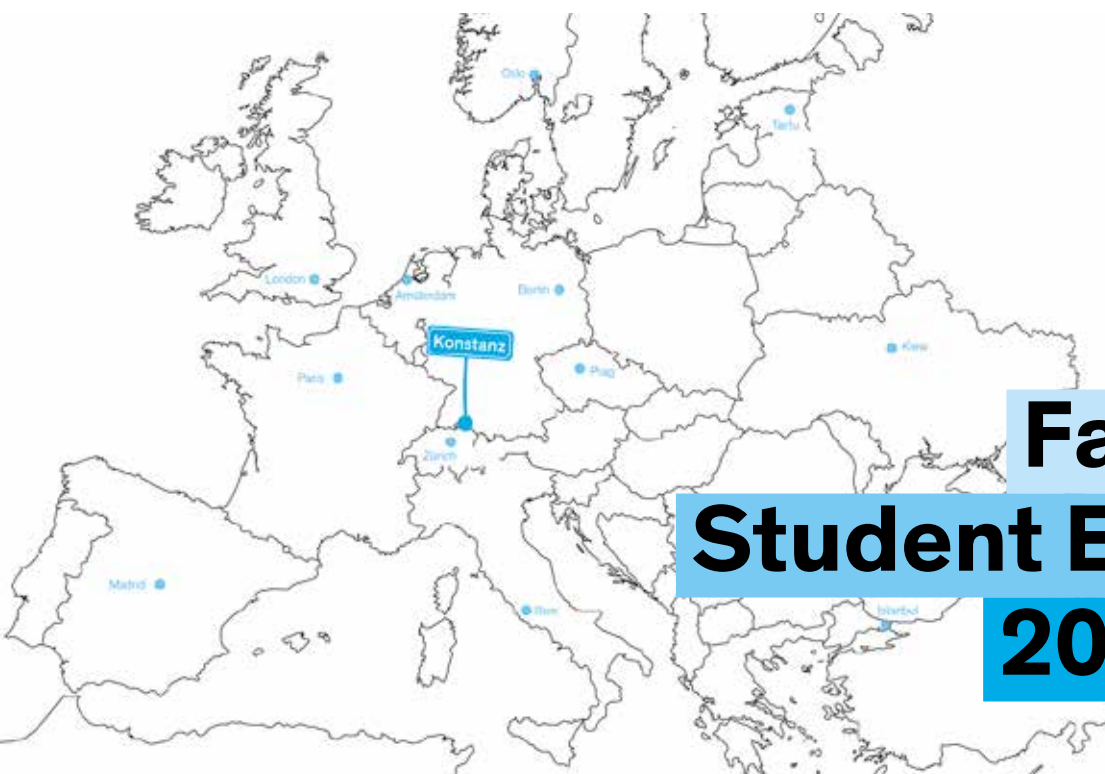 Oslo
Tartu
London
Amsterdam
Berlin
Konstanz
Kiew
Prag
Paris
Fa
Zürich
Student E
Madrid
Rom
Istanbul
20